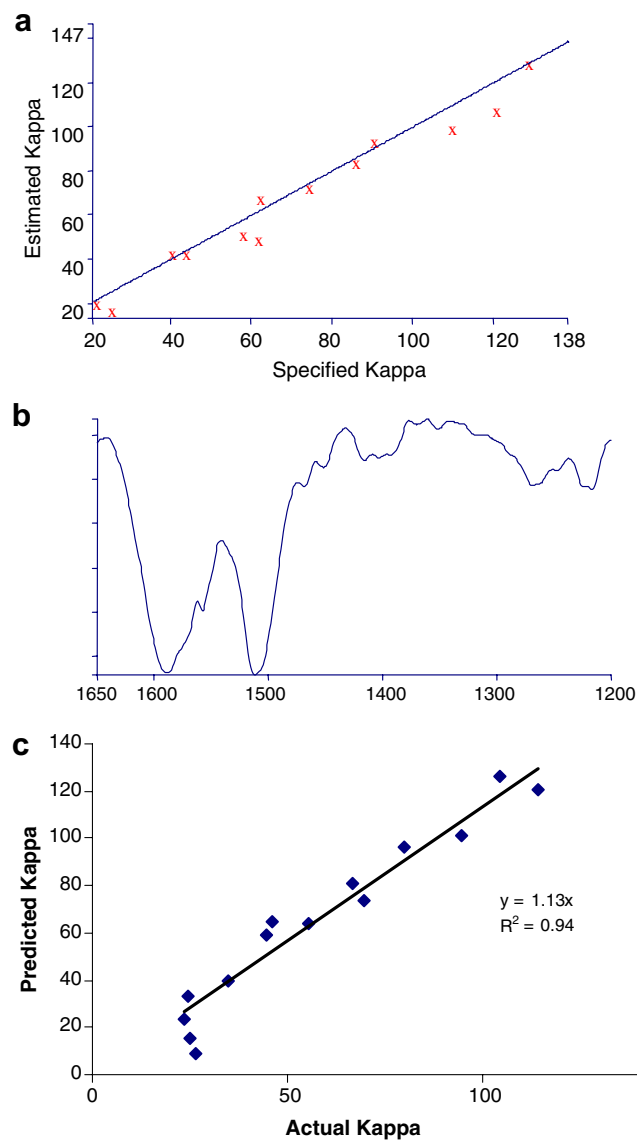 a
147
120
100
80
60
40
20
Estimated Kappa
20 40 60 80 100 120 138
Specified Kappa
b
1650 1600 1500 1400 1300 1200
c
140
120
100
80
60
40
20
0
Predicted Kappa
y = 1.13x
R² = 0.94
0 50 100
Actual Kappa